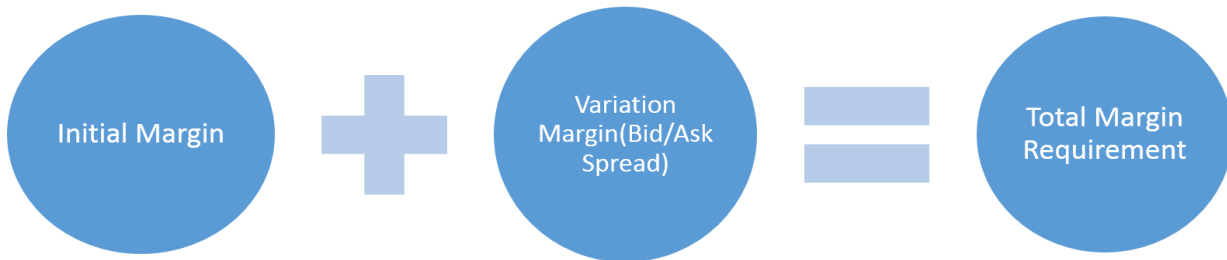 Initial Margin
Variation
Margin(Bid/Ask
Spread)
Total Margin
Requirement